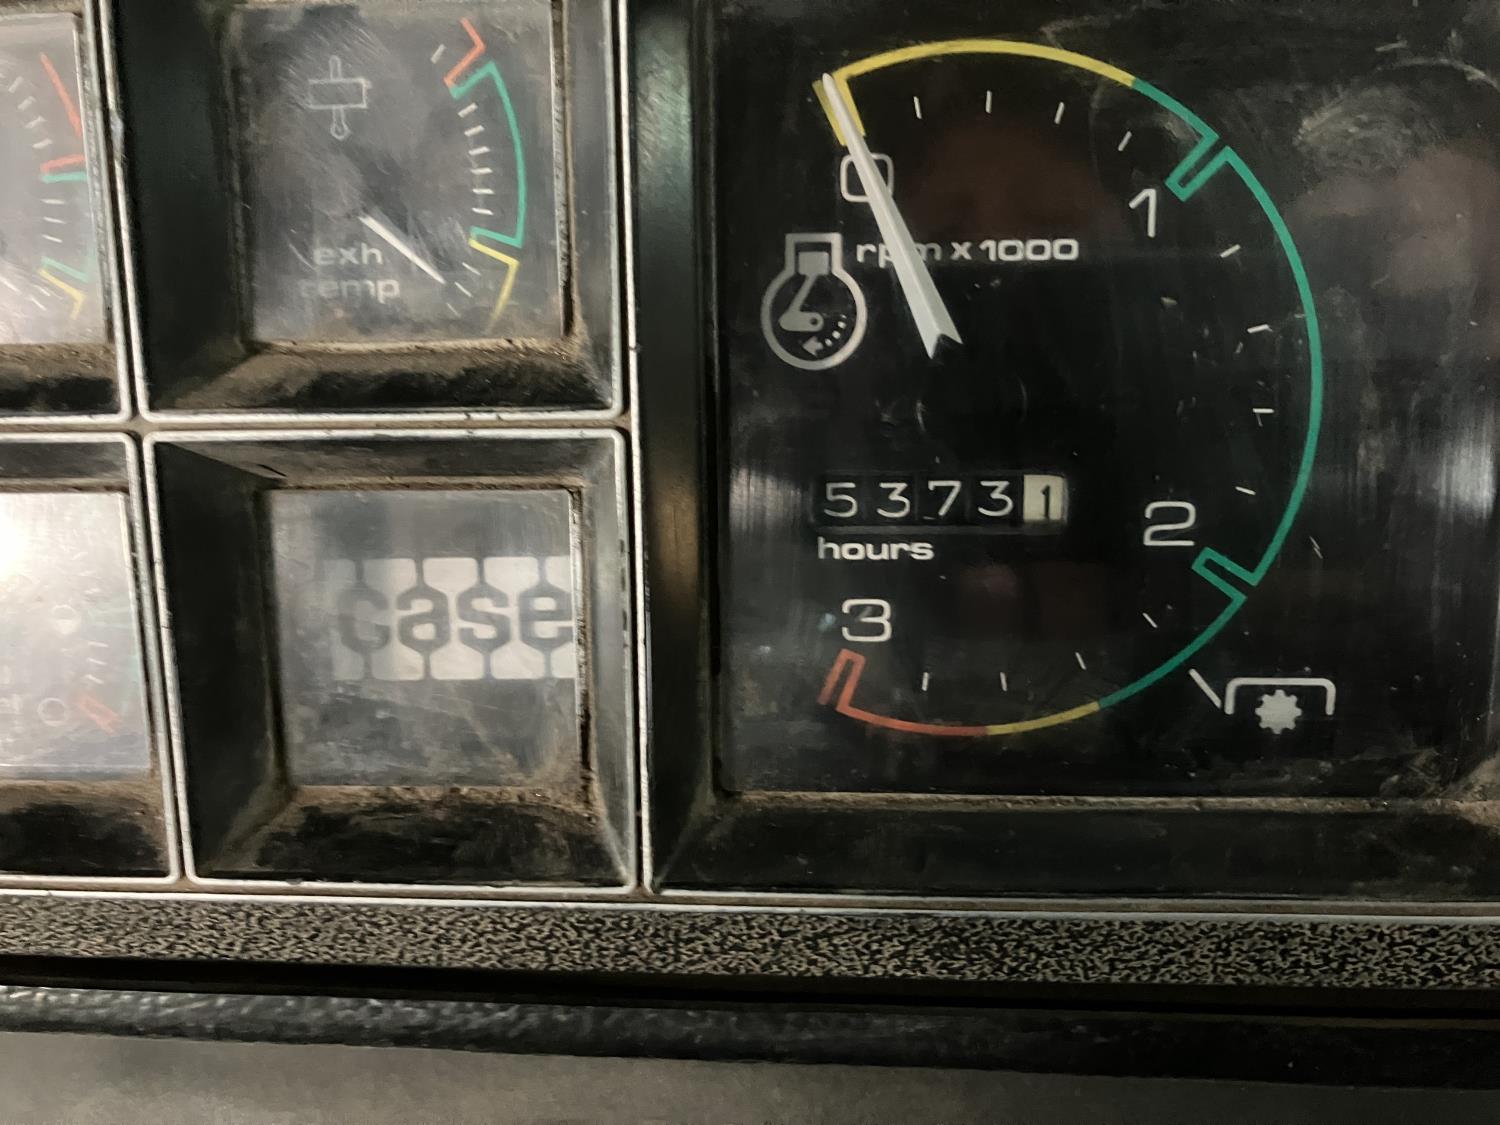 exh
temp
case
0
rpm x 1000
1
53731
hours
2
3